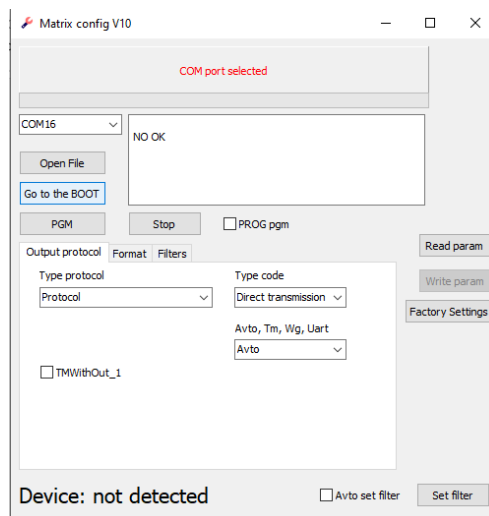 Matrix config V10
COM port selected
COM16
NO OK
Open File
Go to the BOOT
PGM
Stop
PROG pgm
Read param
Output protocol
Format
Filters
Type protocol
Type code
Write param
Protocol
Direct transmission
Factory Settings
Avto, Tm, Wg, Uart
Avto
TMWithOut_1
Device: not detected
Avto set filter
Set filter